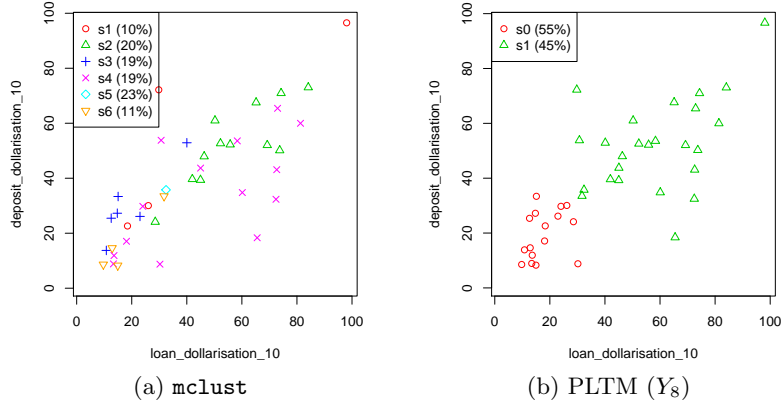 s1 (10%)
s2 (20%)
s3 (19%)
s4 (19%)
s5 (23%)
s6 (11%)
0 20 40 60 80 100
deposit_dollarisation_10
0 20 40 60 80 100
loan_dollarisation_10
(a) mclust
s0 (55%)
s1 (45%)
0 20 40 60 80 100
deposit_dollarisation_10
0 20 40 60 80 100
loan_dollarisation_10
(b) PLTM (Y₈)